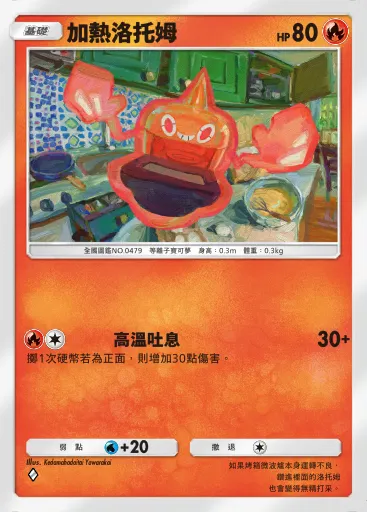 基礎 加熱洛托姆 HP 80
全國圖鑑NO.0479 等離子寶可夢 身高:0.3m 體重:0.3kg
高溫吐息 30+
擲1次硬幣若為正面,則增加30點傷害。
弱點 +20 撤退
Illus. Kedamahadaitai Yawarakai
如果烤箱微波爐本身運轉不良,
鑽進裡面的洛托姆
也會變得無精打采。